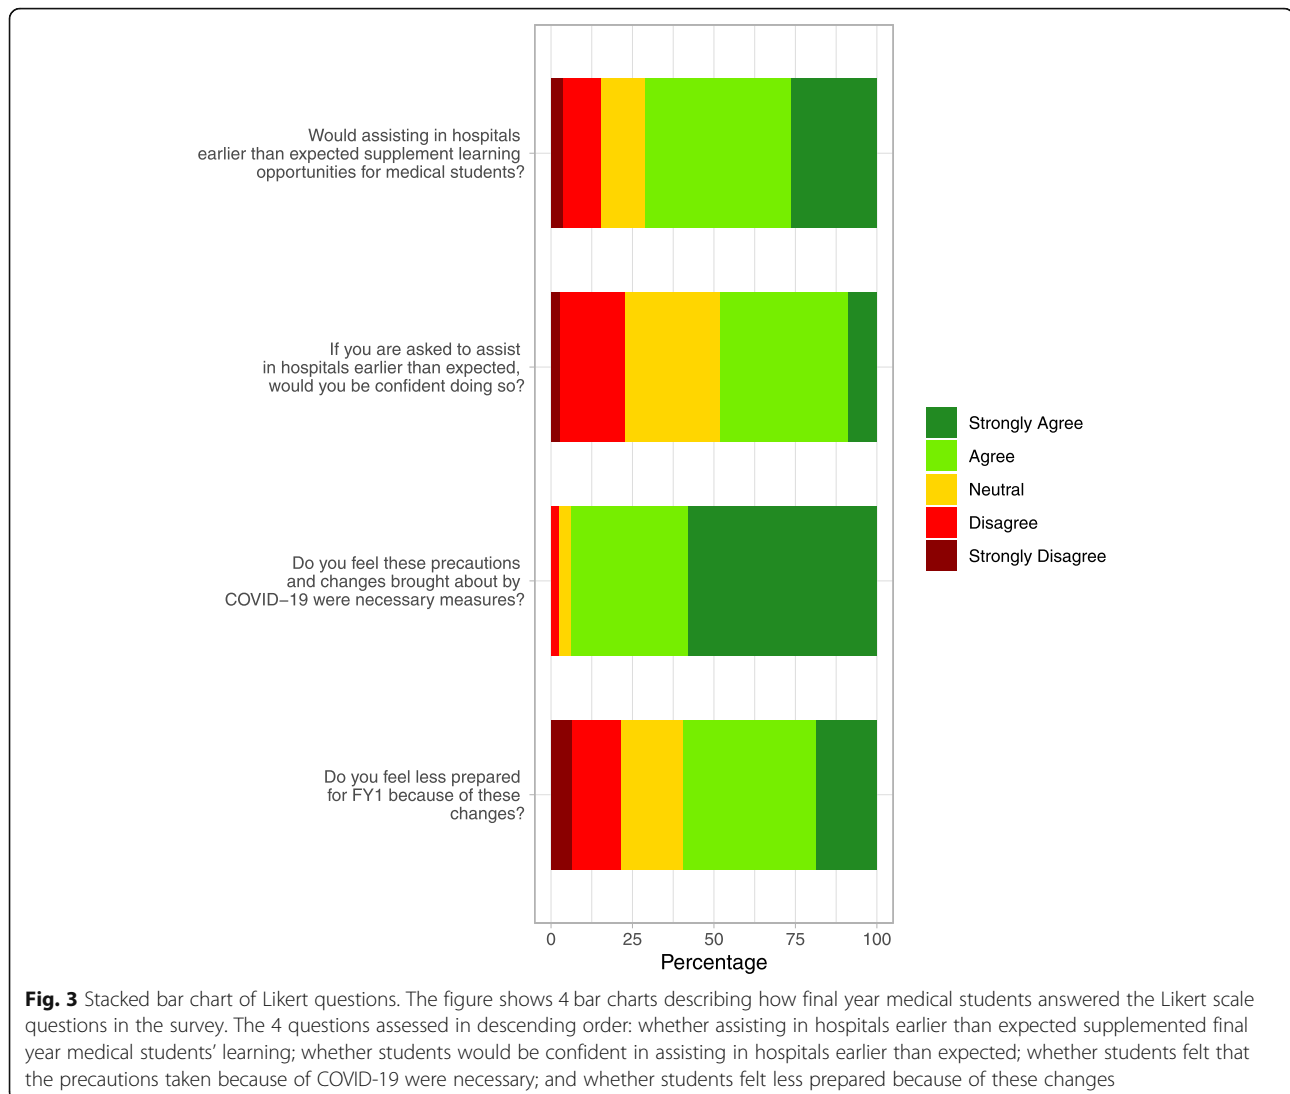 Would assisting in hospitals
earlier than expected supplement learning
opportunities for medical students?
If you are asked to assist
in hospitals earlier than expected,
would you be confident doing so?
Do you feel these precautions
and changes brought about by
COVID−19 were necessary measures?
Do you feel less prepared
for FY1 because of these
changes?
0 25 50 75 100
Percentage
Strongly Agree
Agree
Neutral
Disagree
Strongly Disagree
Fig. 3 Stacked bar chart of Likert questions. The figure shows 4 bar charts describing how final year medical students answered the Likert scale
questions in the survey. The 4 questions assessed in descending order: whether assisting in hospitals earlier than expected supplemented final
year medical students’ learning; whether students would be confident in assisting in hospitals earlier than expected; whether students felt that
the precautions taken because of COVID-19 were necessary; and whether students felt less prepared because of these changes